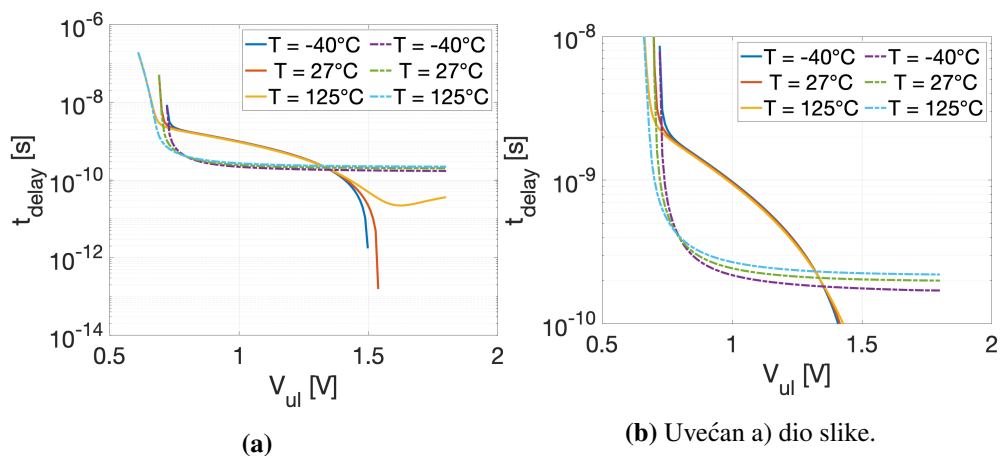 10^-6
10^-8
10^-10
10^-12
10^-14
t_delay [s]
T = -40°C T = -40°C
T = 27°C T = 27°C
T = 125°C T = 125°C
0.5 1 1.5 2
V_ul [V]
(a)
10^-8
10^-9
10^-10
t_delay [s]
T = -40°C T = -40°C
T = 27°C T = 27°C
T = 125°C T = 125°C
0.5 1 1.5 2
V_ul [V]
(b) Uvećan a) dio slike.